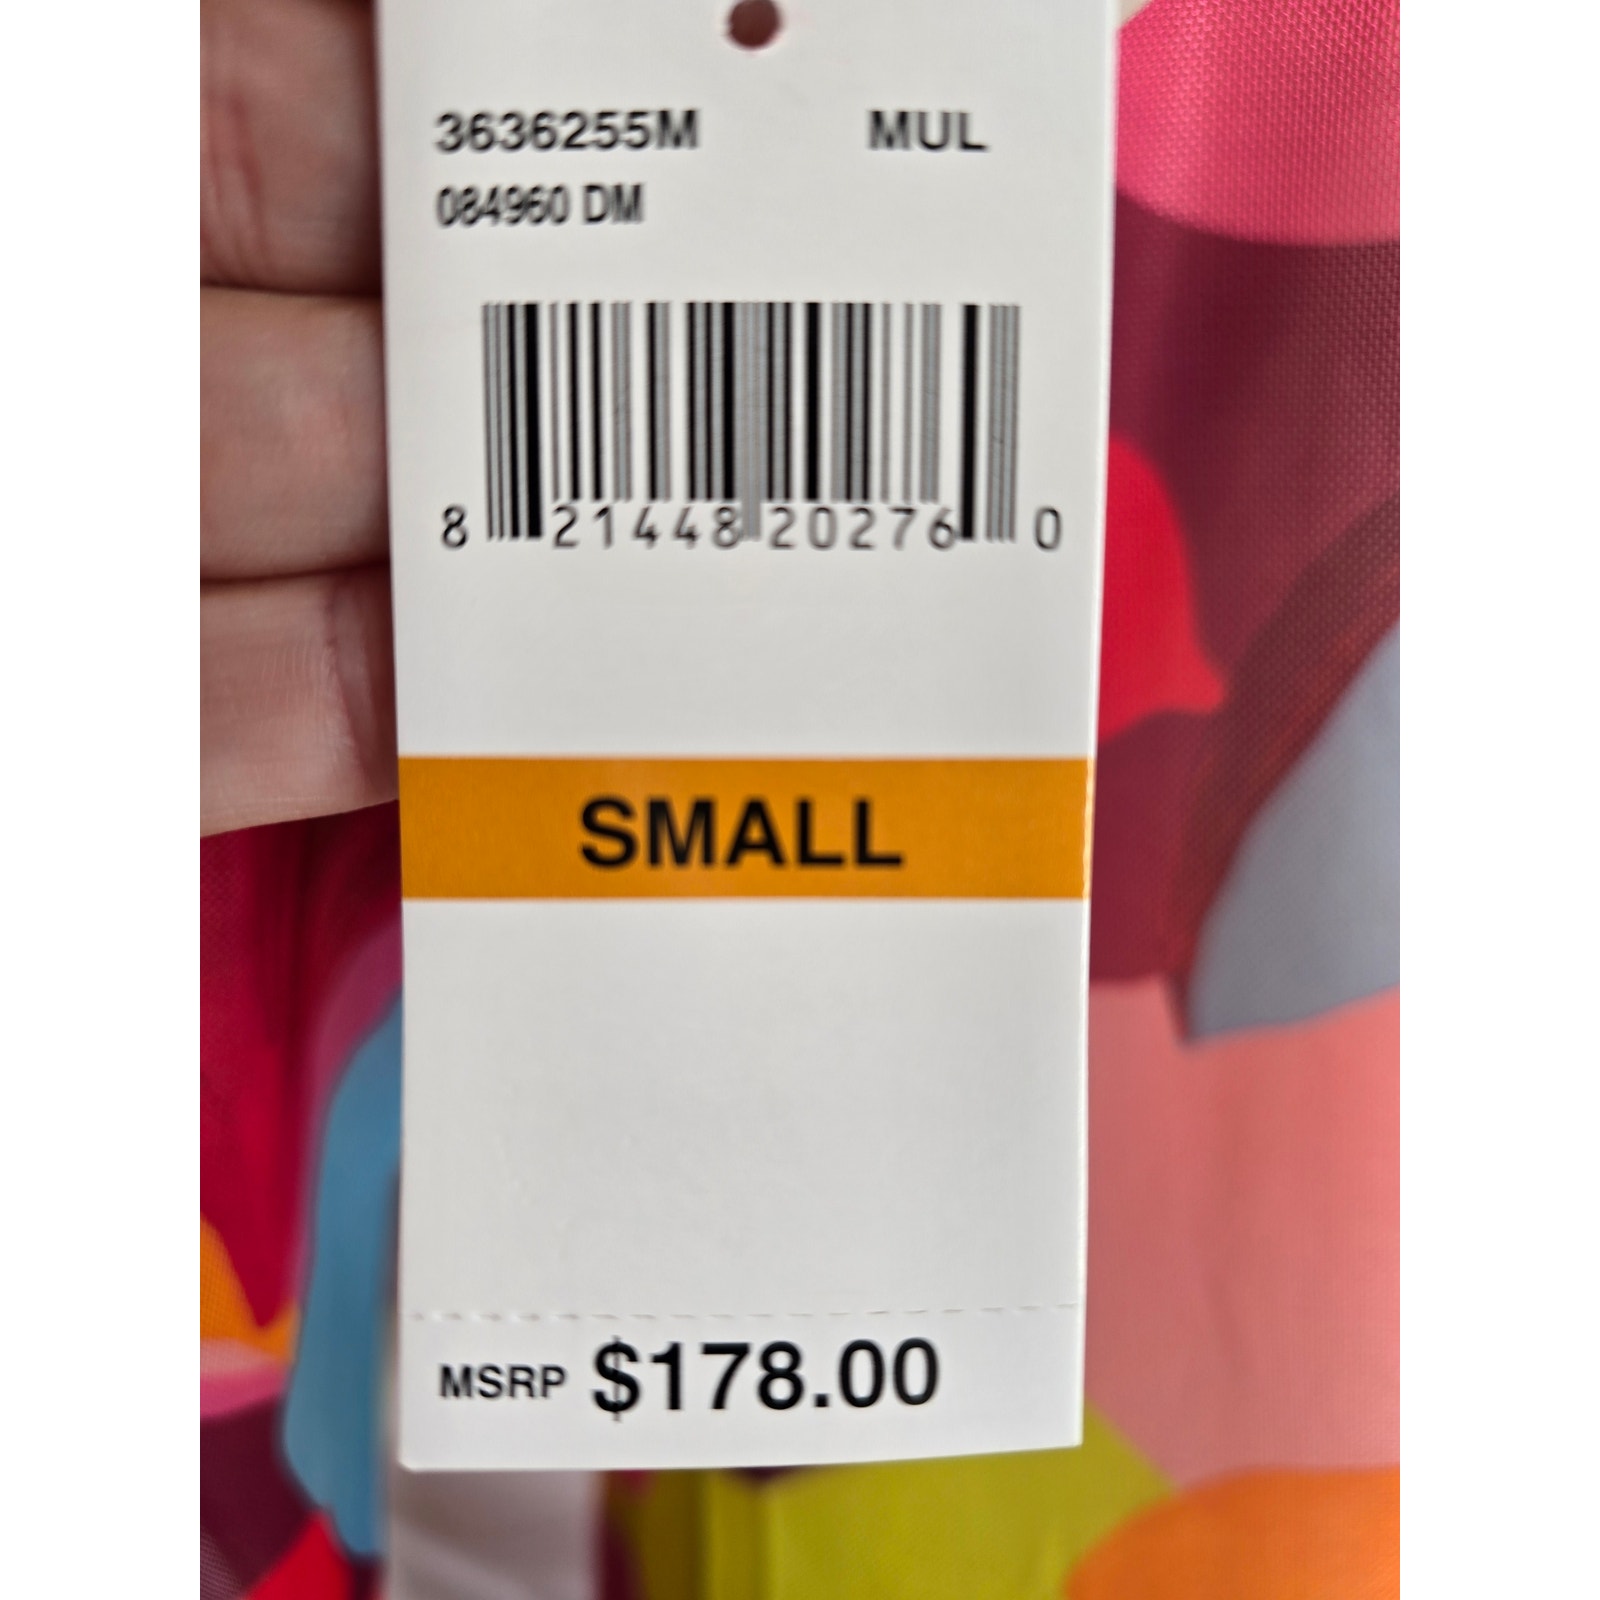 3636255M MUL
084960 DM
8 21448 20276 0
SMALL
MSRP $178.00